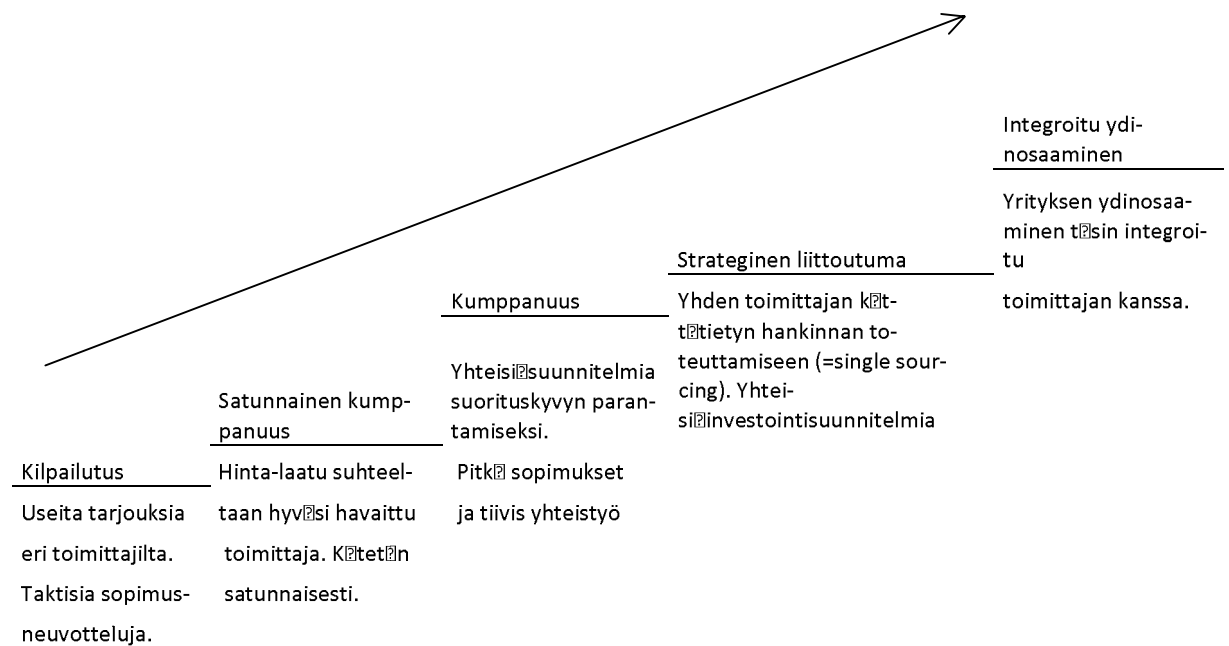 Kilpailutus
Useita tarjouksia
eri toimittajilta.
Taktisia sopimus-
neuvotteluja.
Satunnainen kump-
panuus
Hinta-laatu suhteel-
taan hyv⍰si havaittu
toimittaja. K⍰tet⍰n
satunnaisesti.
Kumppanuus
Yhteisi⍰suunnitelmia
suorituskyvyn paran-
tamiseksi.
Pitk⍰ sopimukset
ja tiivis yhteistyö
Strateginen liittoutuma
Yhden toimittajan k⍰t-
t⍰tietyn hankinnan to-
teuttamiseen (=single sour-
cing). Yhtei-
si⍰investointisuunnitelmia
Integroitu ydi-
nosaaminen
Yrityksen ydinosaa-
minen t⍰sin integroi-
tu
toimittajan kanssa.